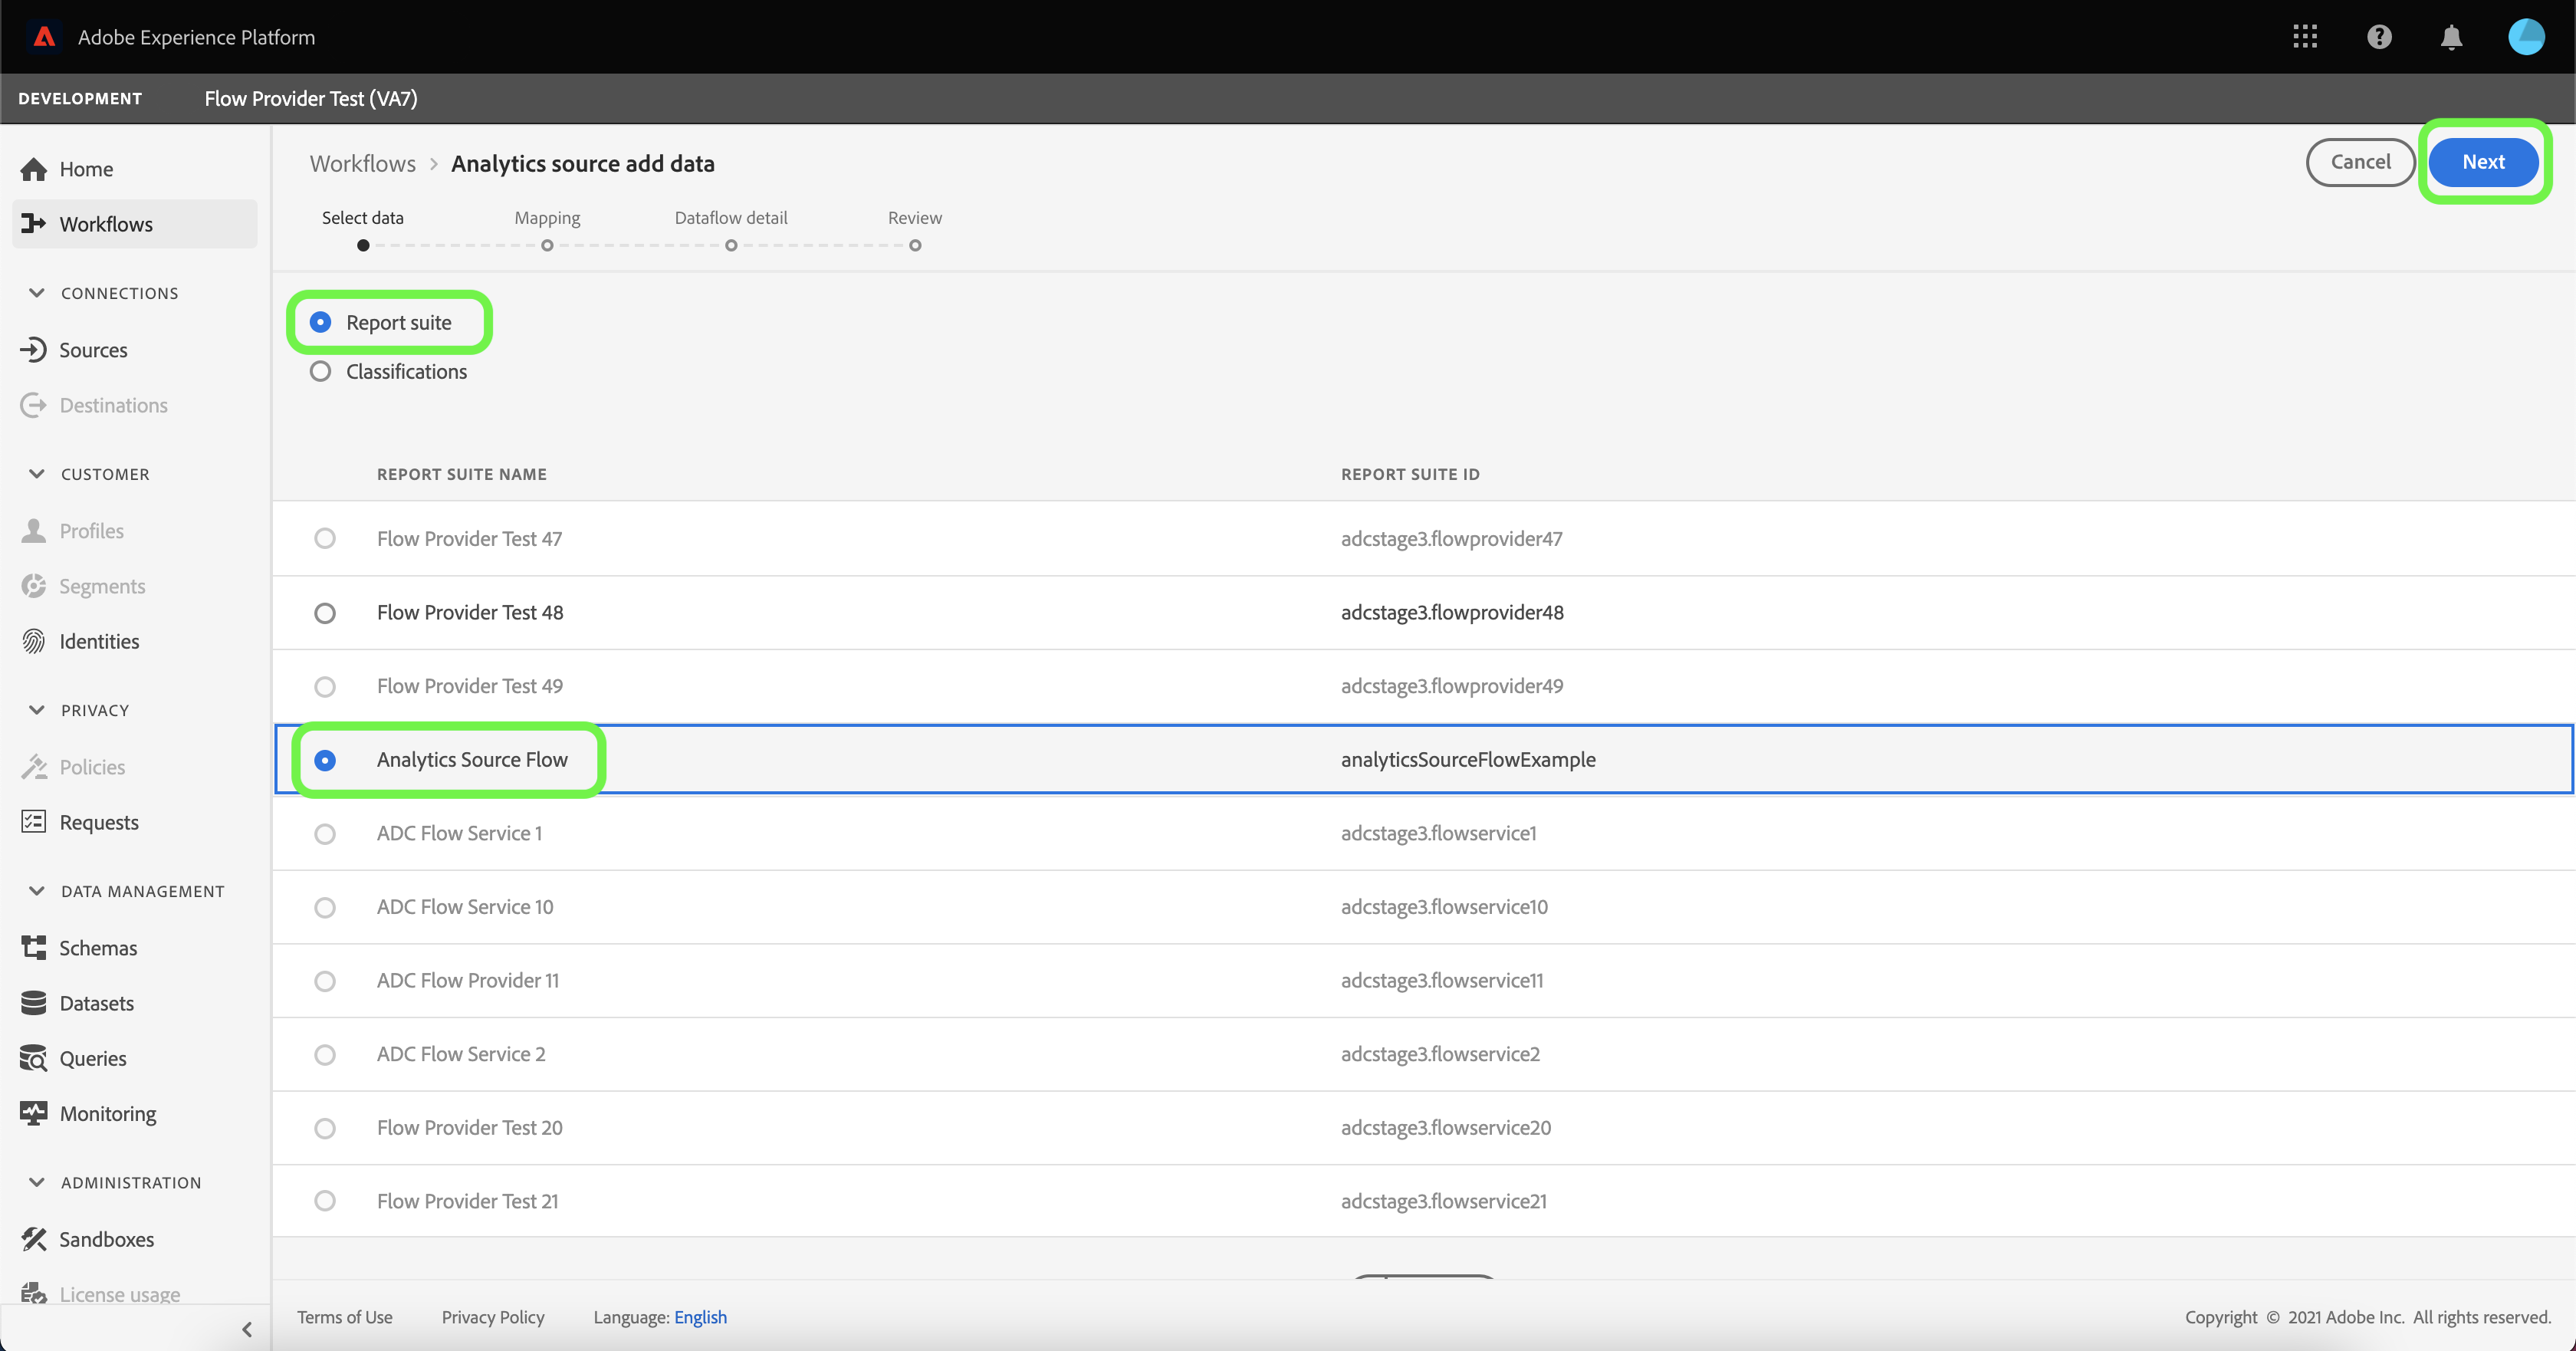 Adobe Experience Platform
DEVELOPMENT Flow Provider Test (VA7)
Home
Workflows
CONNECTIONS
Sources
Destinations
CUSTOMER
Profiles
Segments
Identities
PRIVACY
Policies
Requests
DATA MANAGEMENT
Schemas
Datasets
Queries
Monitoring
ADMINISTRATION
Sandboxes
License usage
Workflows > Analytics source add data
Cancel Next
Select data Mapping Dataflow detail Review
Report suite
Classifications
REPORT SUITE NAME REPORT SUITE ID
Flow Provider Test 47 adcstage3.flowprovider47
Flow Provider Test 48 adcstage3.flowprovider48
Flow Provider Test 49 adcstage3.flowprovider49
Analytics Source Flow analyticsSourceFlowExample
ADC Flow Service 1 adcstage3.flowservice1
ADC Flow Service 10 adcstage3.flowservice10
ADC Flow Provider 11 adcstage3.flowservice11
ADC Flow Service 2 adcstage3.flowservice2
Flow Provider Test 20 adcstage3.flowservice20
Flow Provider Test 21 adcstage3.flowservice21
Terms of Use Privacy Policy Language: English Copyright © 2021 Adobe Inc. All rights reserved.